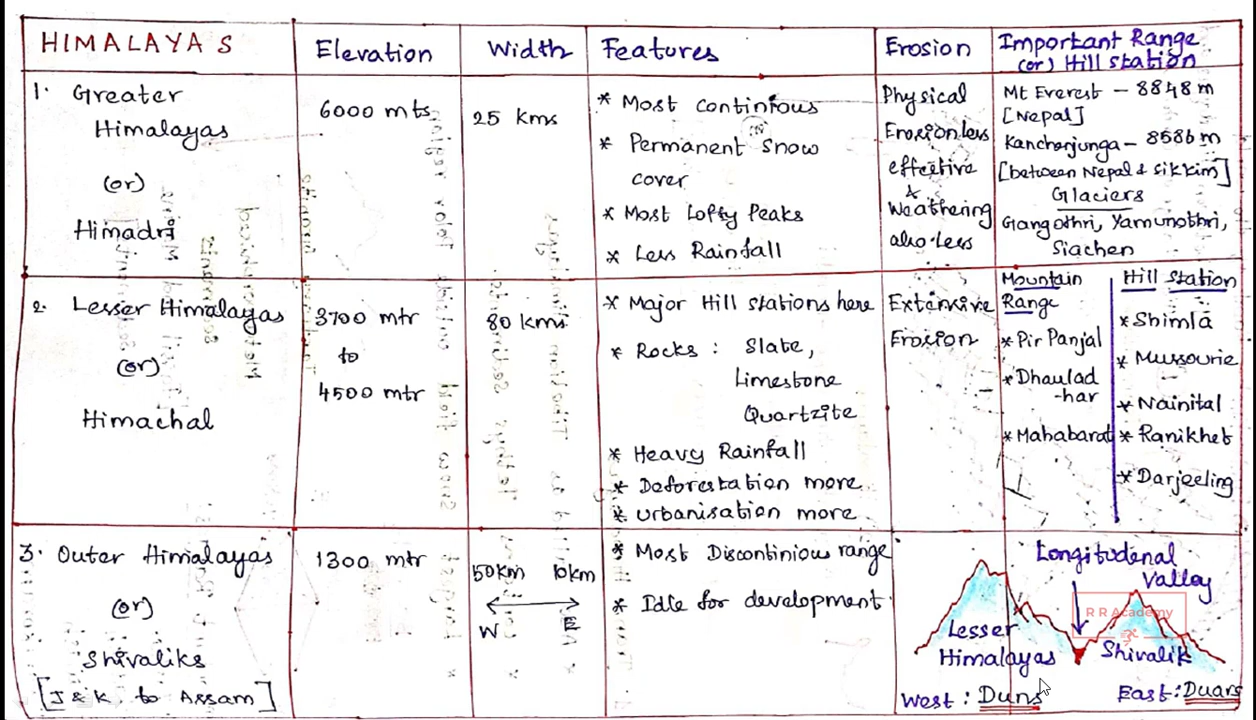 HIMALAYA'S
Elevation
Width
Features
Erosion
Important Range
(or) Hill station
1. Greater
Himalayas
(or)
Himadri
6000 mts
25 kms
* Most Continious
* Permanent Snow
cover
* Most Lofty Peaks
* Less Rainfall
Physical
Erosion less
effective
&
Weathering
also less
Mt Everest – 8848 m
[Nepal]
Kanchanjunga – 8586 m
[between Nepal & Sikkim]
Glaciers
Gangothri, Yamunothri,
Siachen
2. Lesser Himalayas
(or)
Himachal
3700 mtr
to
4500 mtr
80 kms
* Major Hill stations here
* Rocks : Slate,
Limestone
Quartzite
* Heavy Rainfall
* Deforestation more
* Urbanisation more
Extensive
Erosion
Mountain
Range
* Pir Panjal
* Dhaulad
-har
* Mahabarat
Hill Station
* Shimla
* Mussourie
* Nainital
* Ranikhet
* Darjeeling
3. Outer Himalayas
(or)
Shivaliks
[J & K to Assam]
1300 mtr
50km 10km
W E
* Most Discontinious range
* Idle for development
Longitudenal
Valley
R R Academy
Lesser
Himalayas
Shivalik
West : Duns
East : Duars